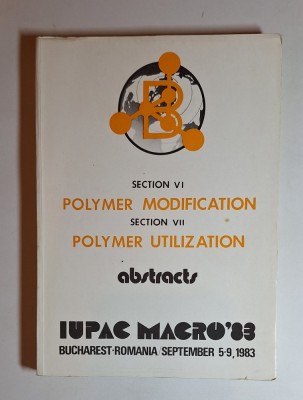 B
SECTION VI
POLYMER MODIFICATION
SECTION VII
POLYMER UTILIZATION
abstracts
IUPAC MACRO'83
BUCHAREST-ROMANIA/SEPTEMBER 5-9, 1983